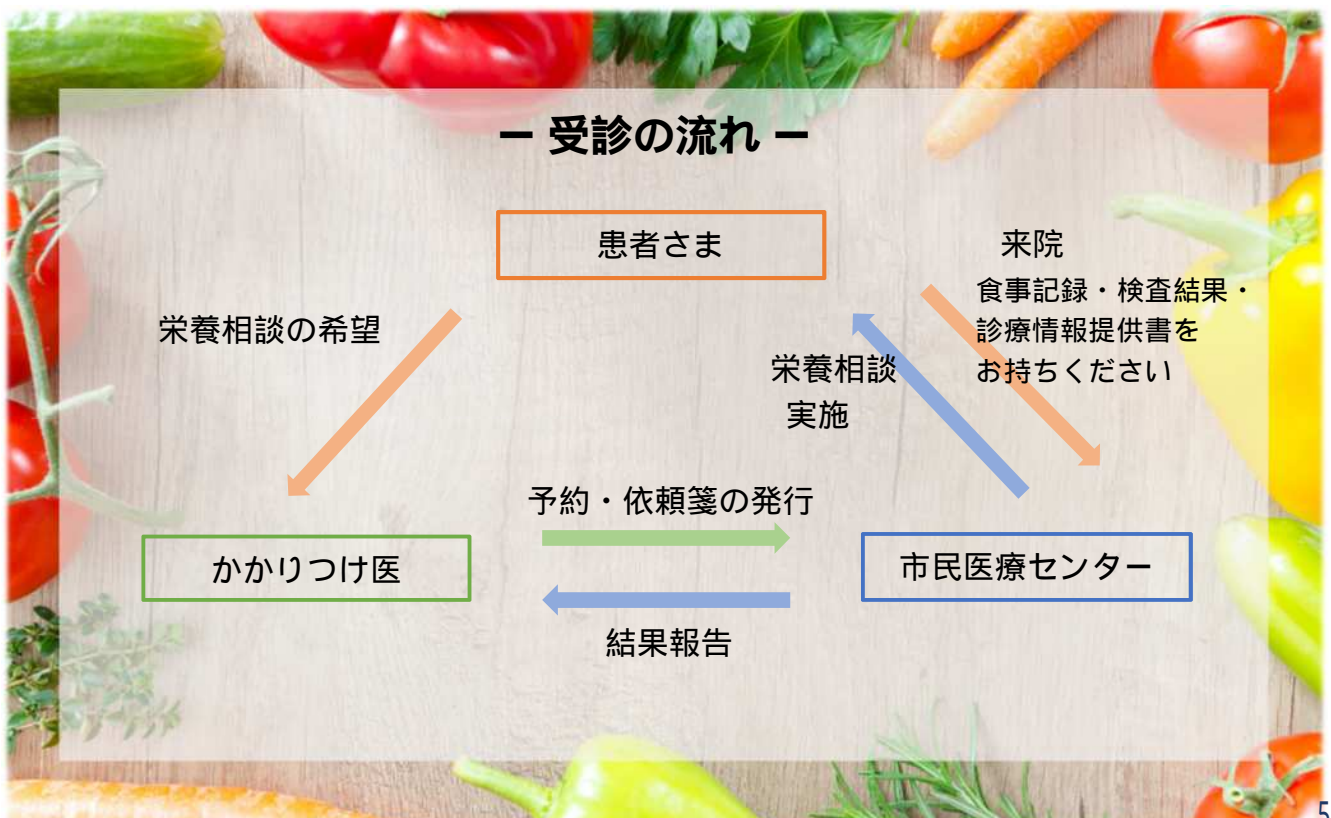 ー 受診の流れ ー
患者さま
来院
食事記録・検査結果・
診療情報提供書を
お持ちください
栄養相談の希望
栄養相談
実施
予約・依頼箋の発行
かかりつけ医
市民医療センター
結果報告
5